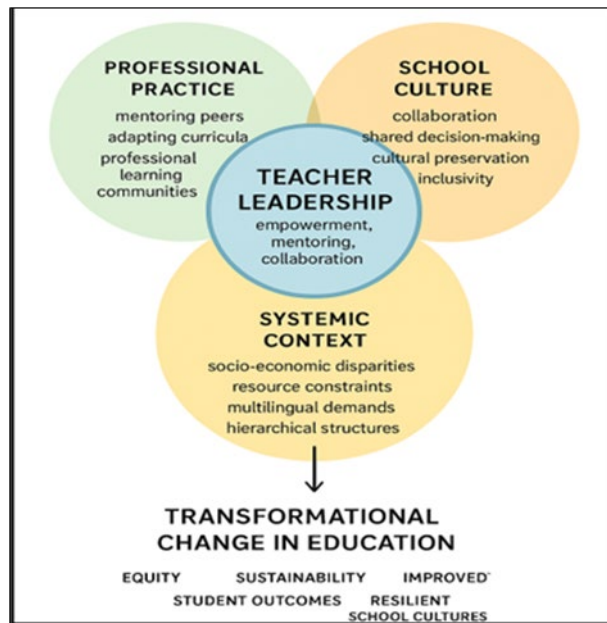 PROFESSIONAL
PRACTICE
mentoring peers
adapting curricula
professional
learning
communities
SCHOOL
CULTURE
collaboration
shared decision-making
cultural preservation
inclusivity
TEACHER
LEADERSHIP
empowerment,
mentoring,
collaboration
SYSTEMIC
CONTEXT
socio-economic disparities
resource constraints
multilingual demands
hierarchical structures
TRANSFORMATIONAL
CHANGE IN EDUCATION
EQUITY SUSTAINABILITY IMPROVED
STUDENT OUTCOMES RESILIENT
SCHOOL CULTURES